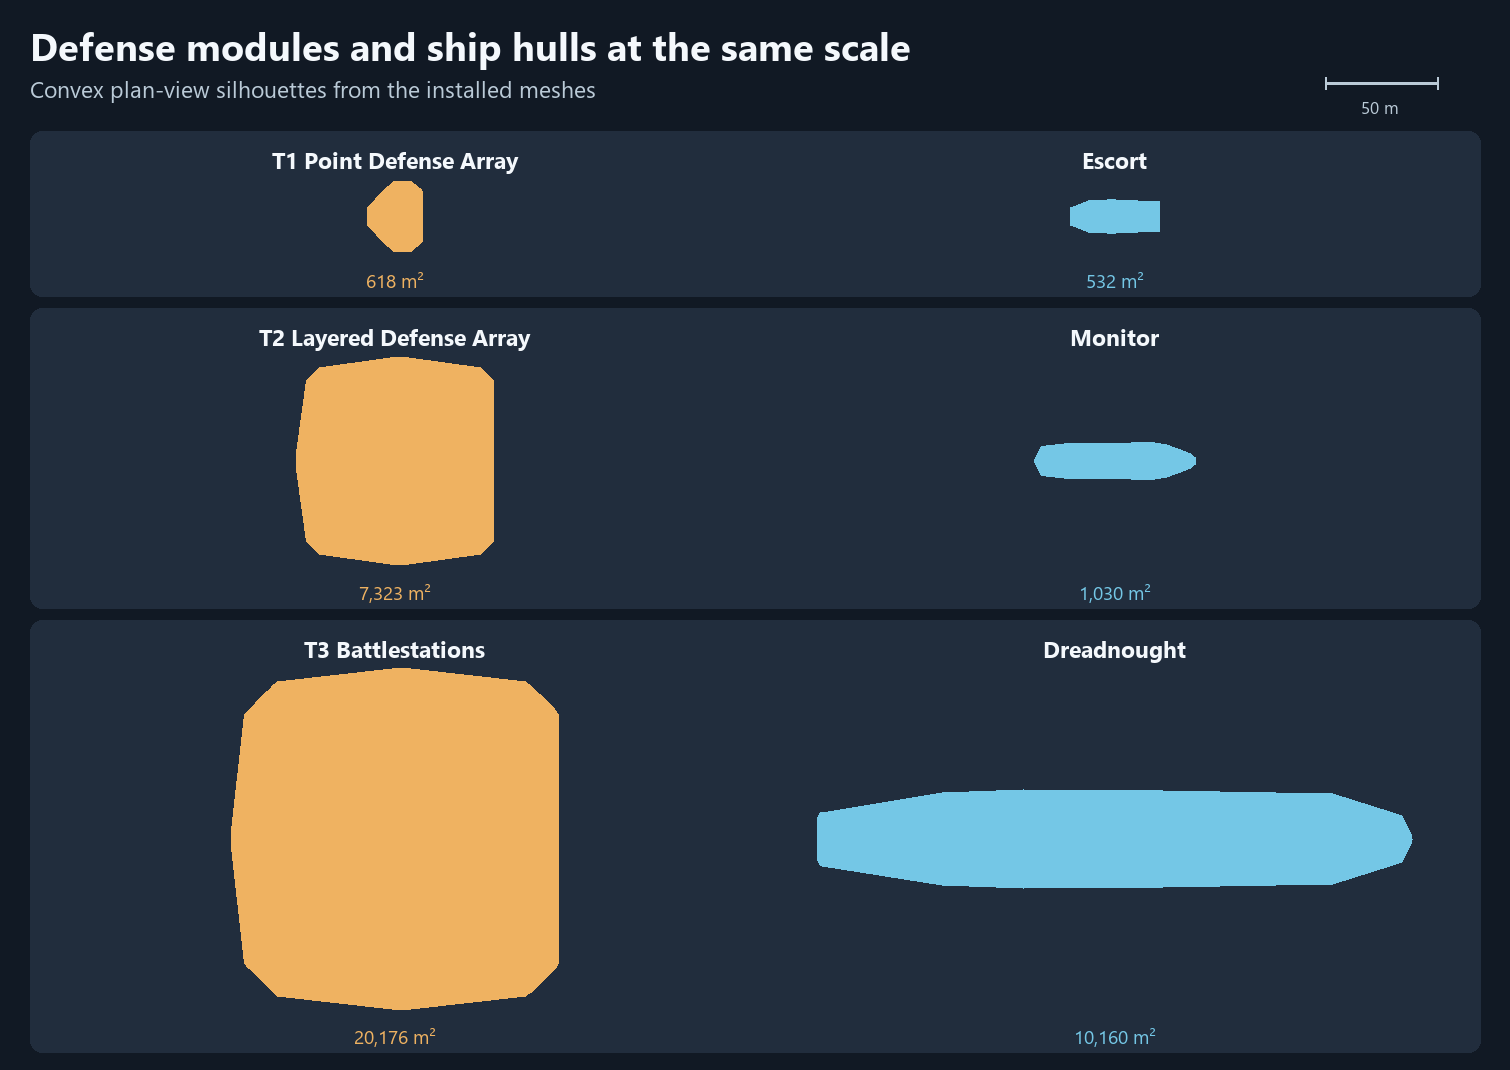 Defense modules and ship hulls at the same scale
Convex plan-view silhouettes from the installed meshes
50 m
T1 Point Defense Array
Escort
618 m²
532 m²
T2 Layered Defense Array
Monitor
7,323 m²
1,030 m²
T3 Battlestations
Dreadnought
20,176 m²
10,160 m²